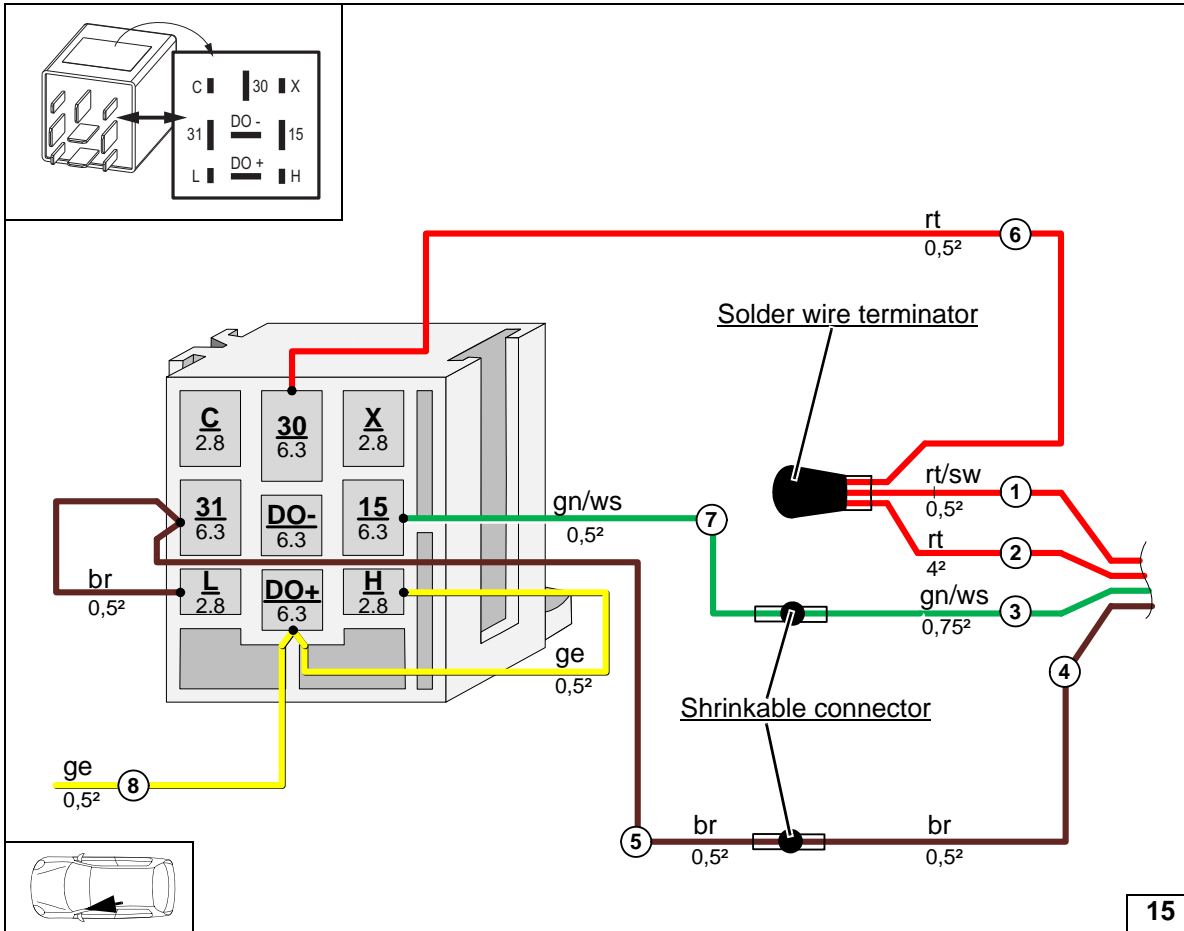 C 30 X
31 DO - 15
L DO + H
rt
0,5²
6
Solder wire terminator
C
2.8
30
6.3
X
2.8
31
6.3
DO-
6.3
15
6.3
L
2.8
DO+
6.3
H
2.8
gn/ws
0,5²
7
rt/sw
0,5²
1
rt
4²
2
gn/ws
0,75²
3
br
0,5²
ge
0,5²
4
Shrinkable connector
ge
0,5²
8
5
br
0,5²
br
0,5²
15